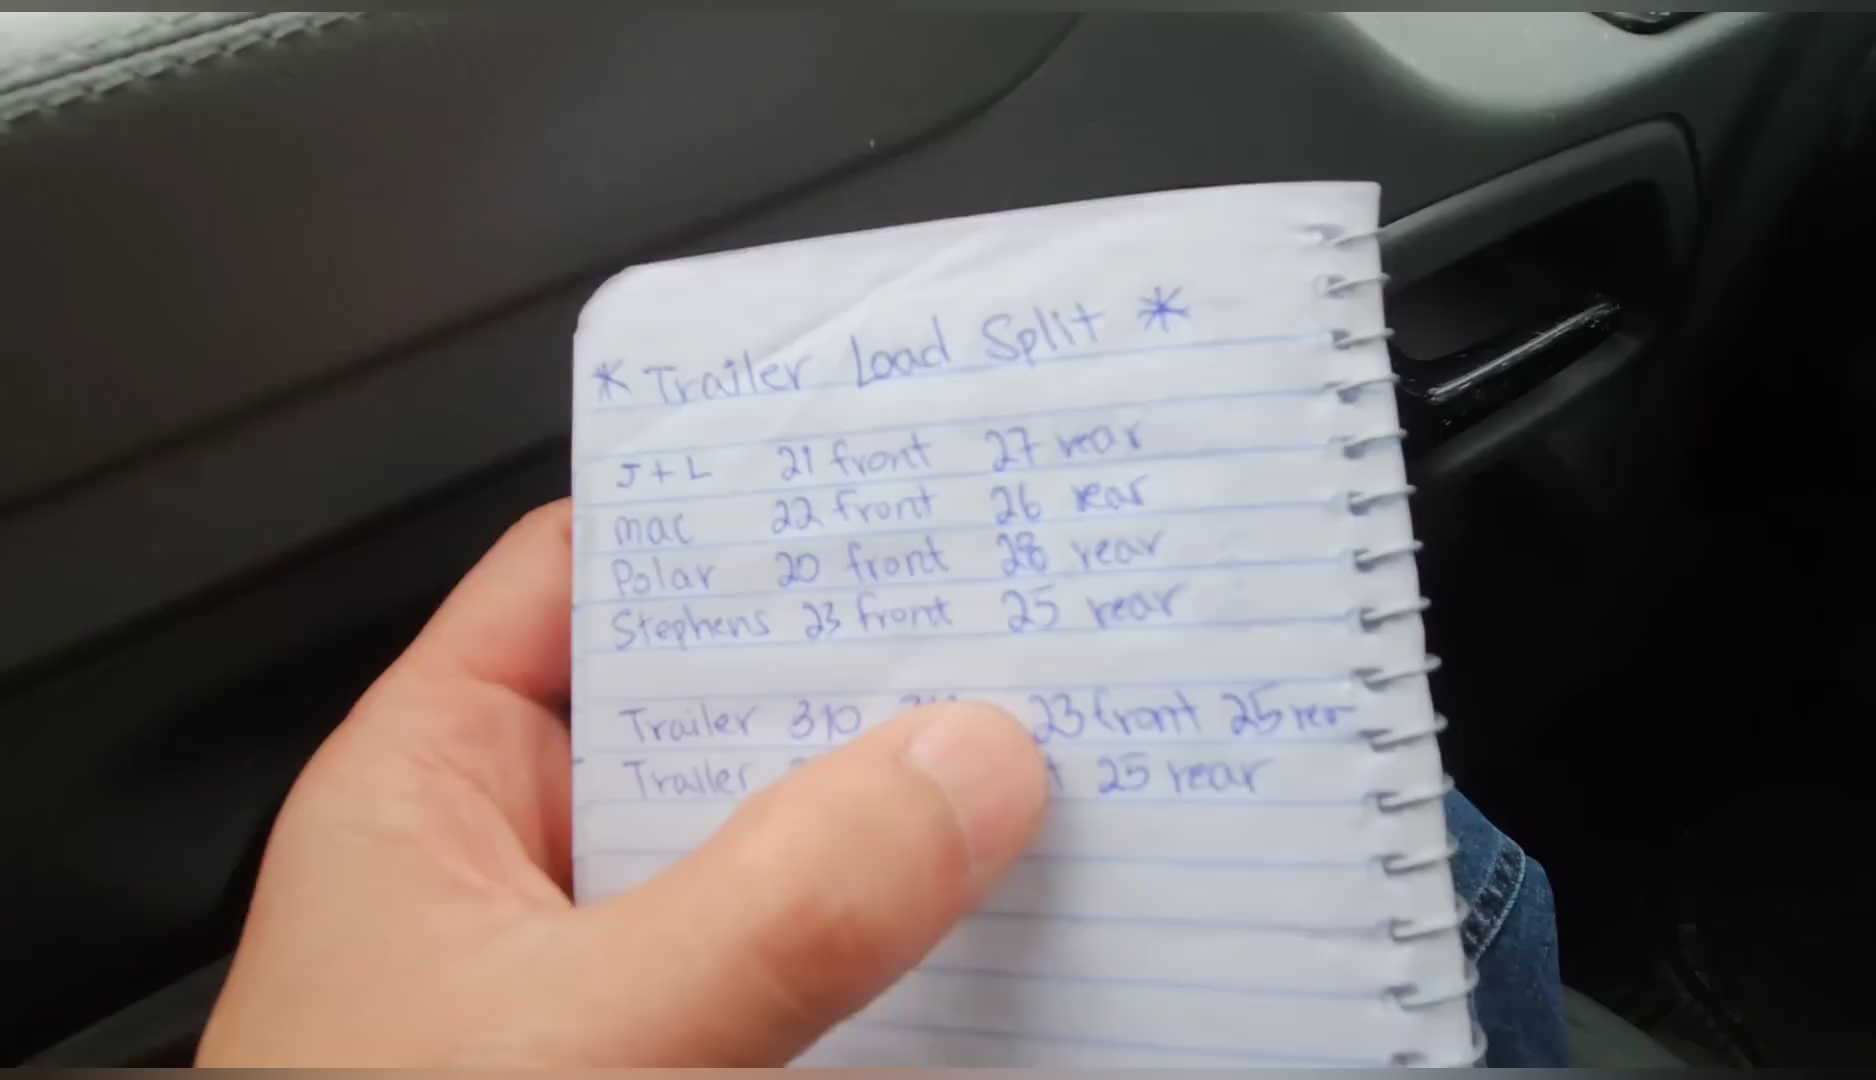 * Trailer Load Split *
J + L 21 front 27 rear
mac 22 front 26 rear
Polar 20 front 28 rear
Stephens 23 front 25 rear
Trailer 310 23 front 25 rer
Trailer 25 rear